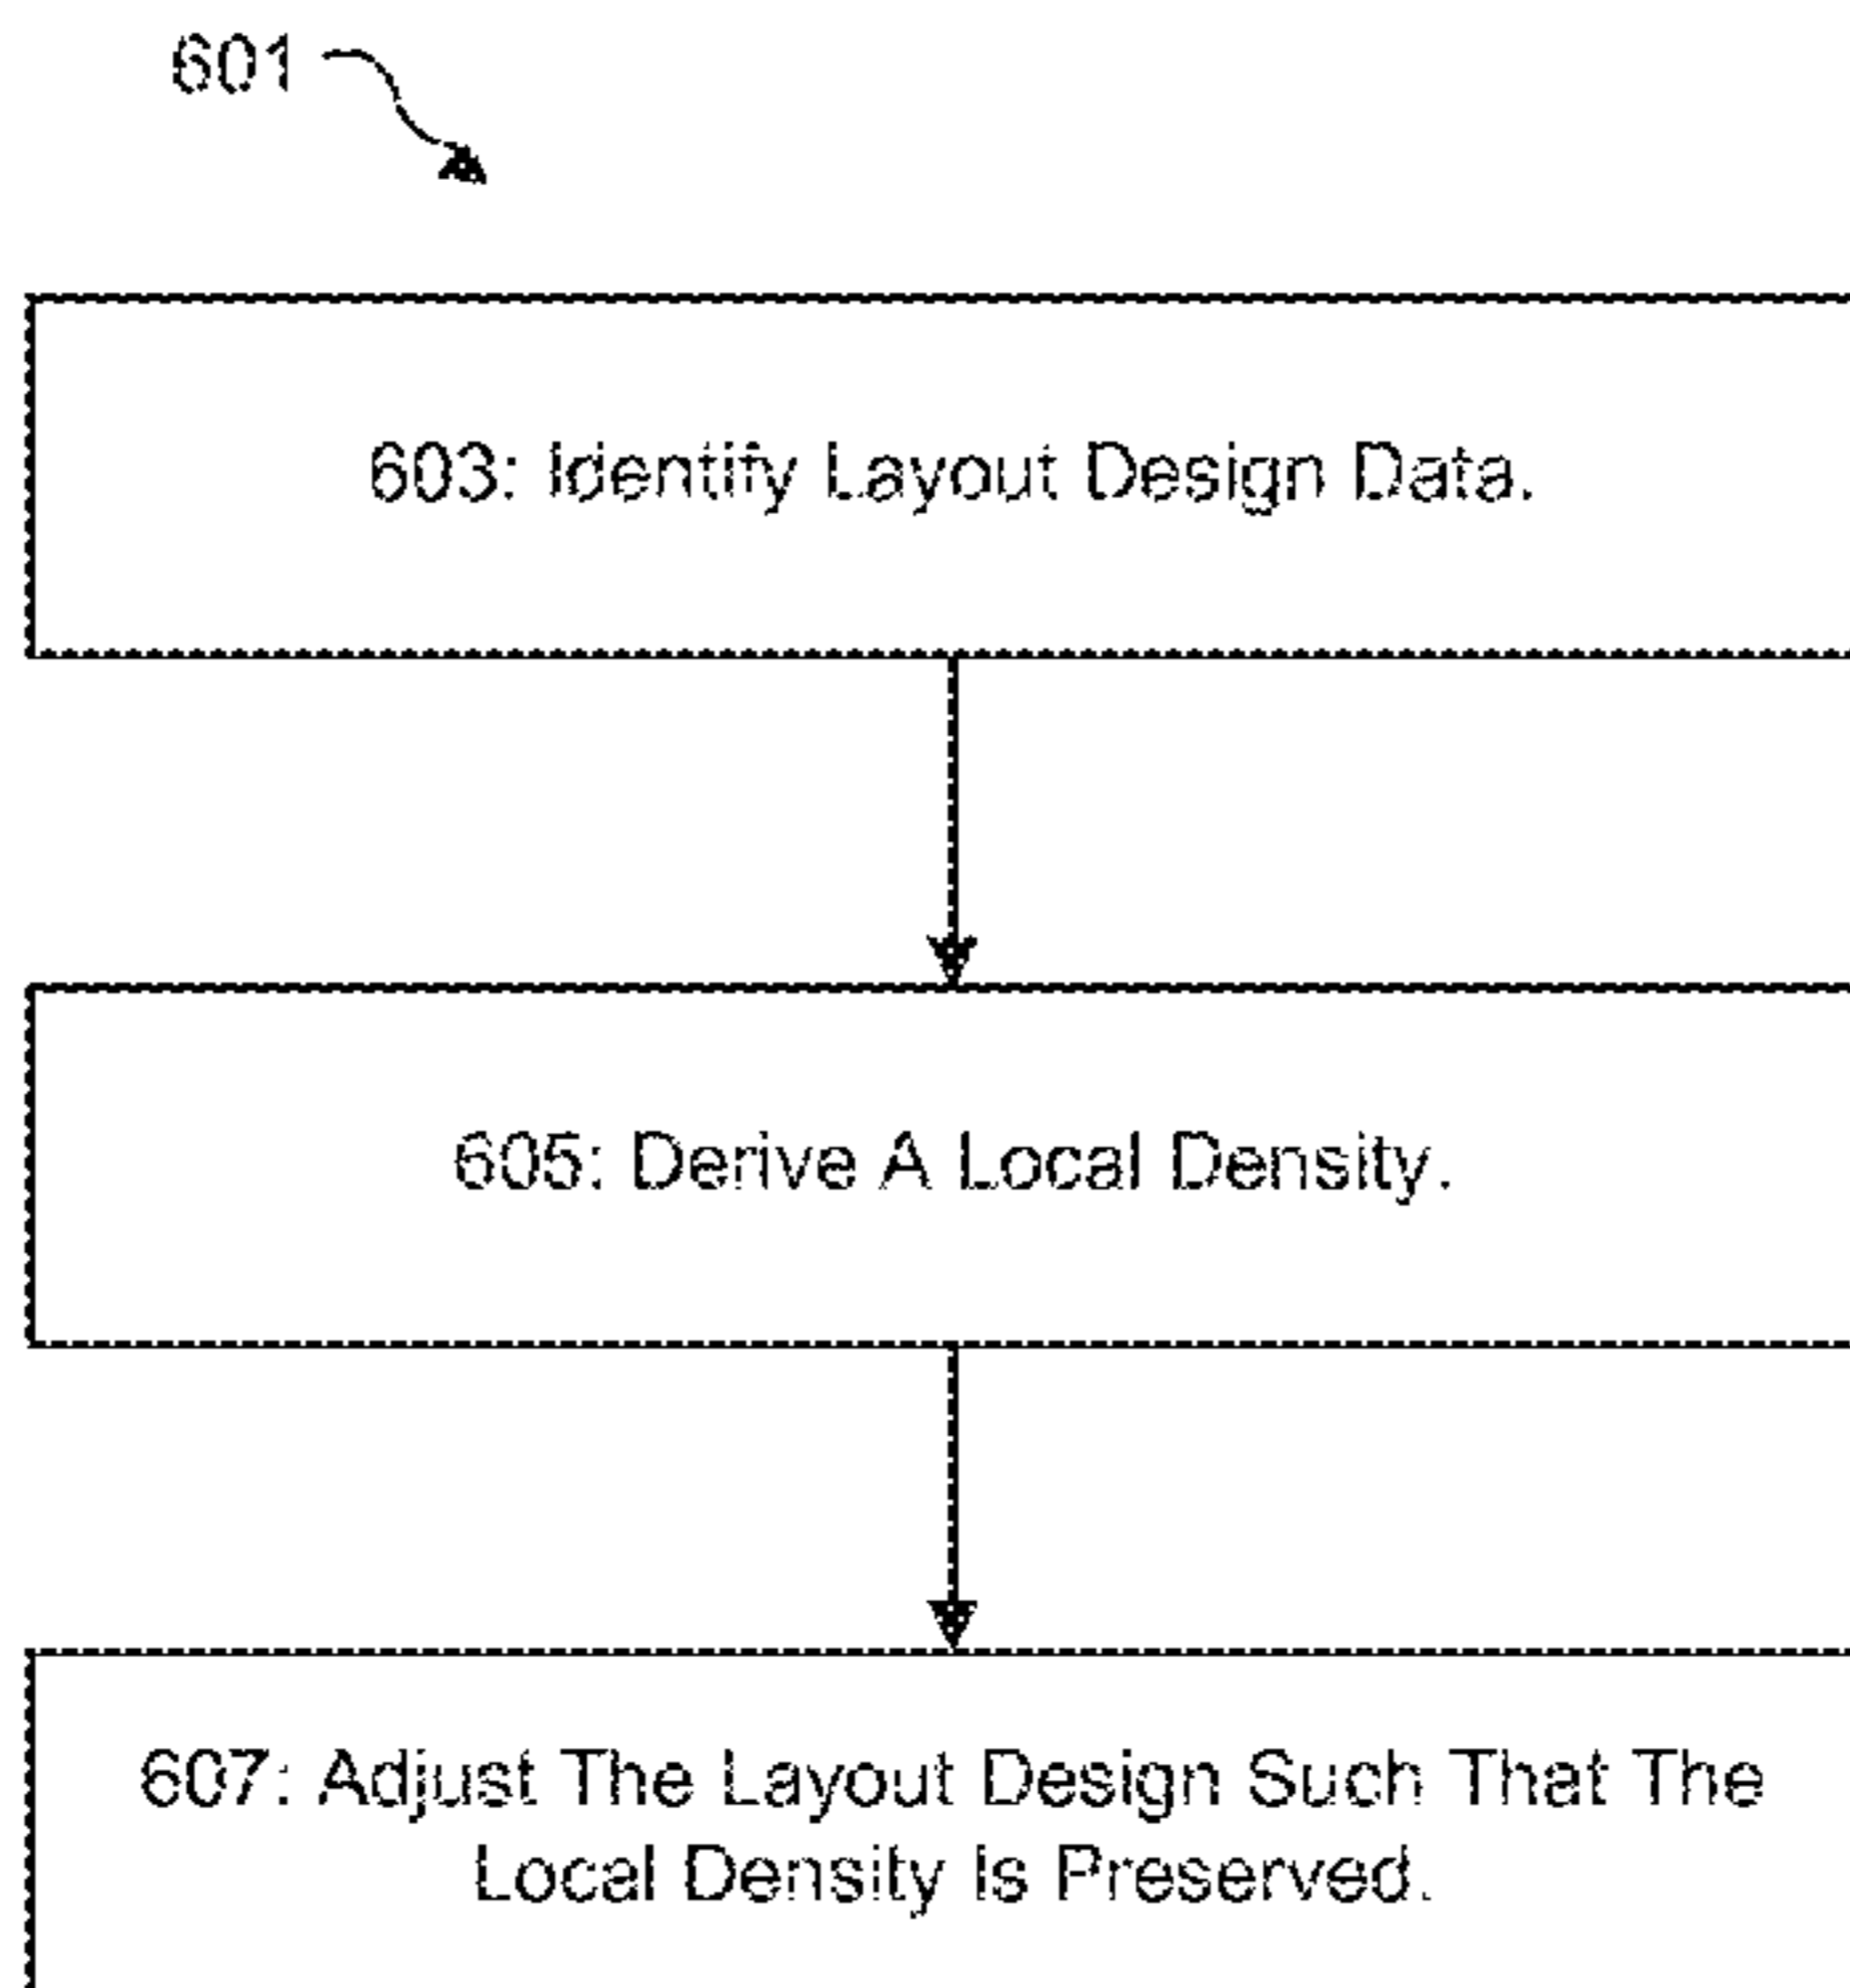 601
603: Identify Layout Design Data.
605: Derive A Local Density.
607: Adjust The Layout Design Such That The
Local Density Is Preserved.